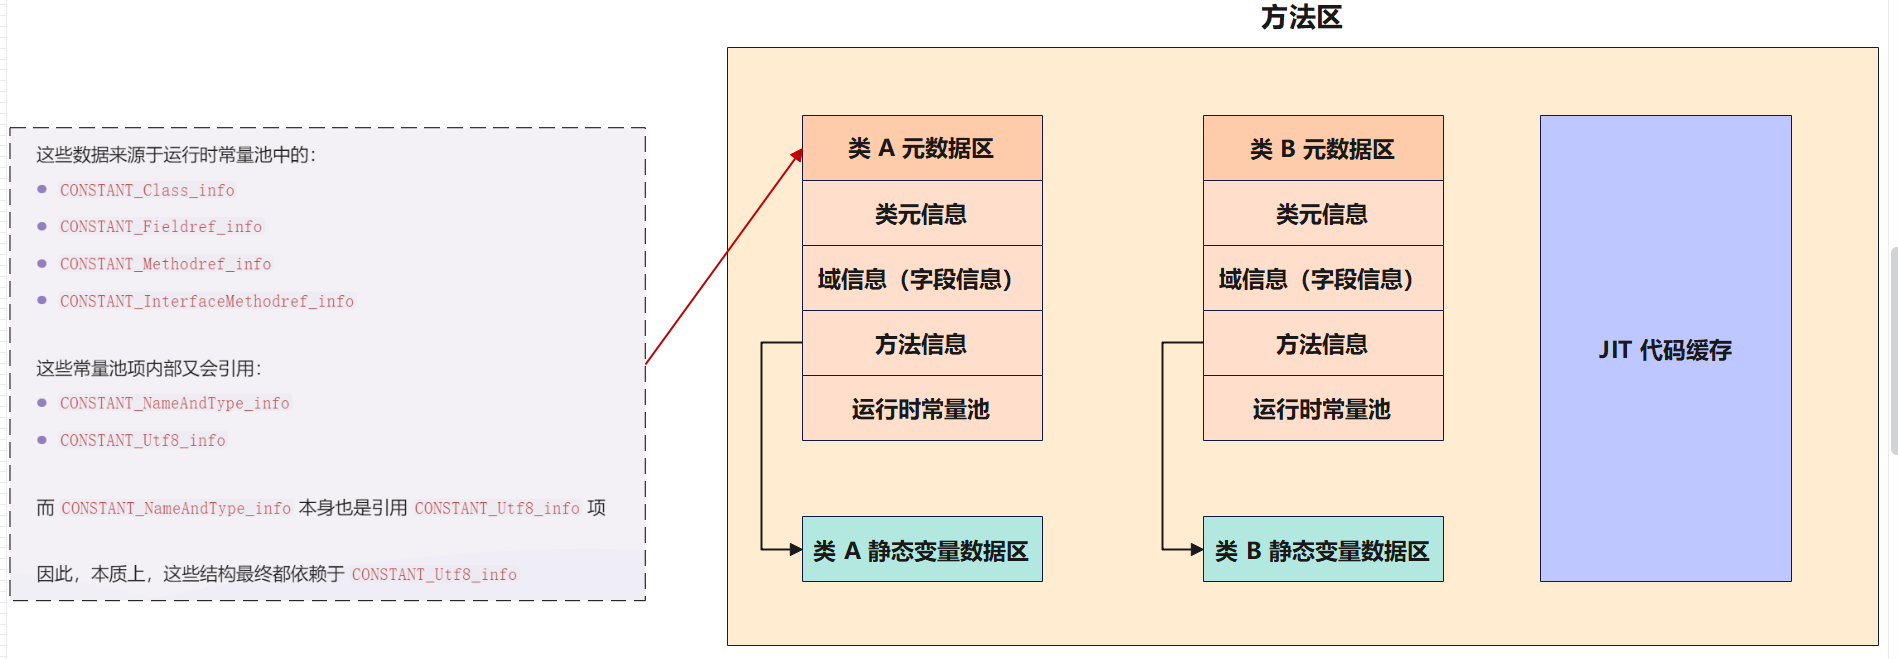 方法区
这些数据来源于运行时常量池中的:
CONSTANT_Class_info
CONSTANT_Fieldref_info
CONSTANT_Methodref_info
CONSTANT_InterfaceMethodref_info
这些常量池项内部又会引用:
CONSTANT_NameAndType_info
CONSTANT_Utf8_info
而 CONSTANT_NameAndType_info 本身也是引用 CONSTANT_Utf8_info 项
因此，本质上，这些结构最终都依赖于 CONSTANT_Utf8_info
类 A 元数据区
类元信息
域信息（字段信息）
方法信息
运行时常量池
类 A 静态变量数据区
类 B 元数据区
类元信息
域信息（字段信息）
方法信息
运行时常量池
类 B 静态变量数据区
JIT 代码缓存